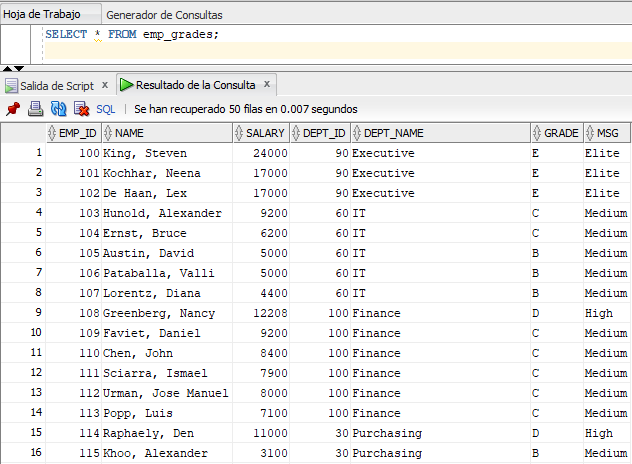 Hoja de Trabajo Generador de Consultas
SELECT * FROM emp_grades;
Salida de Script x Resultado de la Consulta x
SQL | Se han recuperado 50 filas en 0.007 segundos
EMP_ID NAME SALARY DEPT_ID DEPT_NAME GRADE MSG
1 100 King, Steven 24000 90 Executive E Elite
2 101 Kochhar, Neena 17000 90 Executive E Elite
3 102 De Haan, Lex 17000 90 Executive E Elite
4 103 Hunold, Alexander 9200 60 IT C Medium
5 104 Ernst, Bruce 6200 60 IT C Medium
6 105 Austin, David 5000 60 IT B Medium
7 106 Pataballa, Valli 5000 60 IT B Medium
8 107 Lorentz, Diana 4400 60 IT B Medium
9 108 Greenberg, Nancy 12208 100 Finance D High
10 109 Faviet, Daniel 9200 100 Finance C Medium
11 110 Chen, John 8400 100 Finance C Medium
12 111 Sciarra, Ismael 7900 100 Finance C Medium
13 112 Urman, Jose Manuel 8000 100 Finance C Medium
14 113 Popp, Luis 7100 100 Finance C Medium
15 114 Raphaely, Den 11000 30 Purchasing D High
16 115 Khoo, Alexander 3100 30 Purchasing B Medium